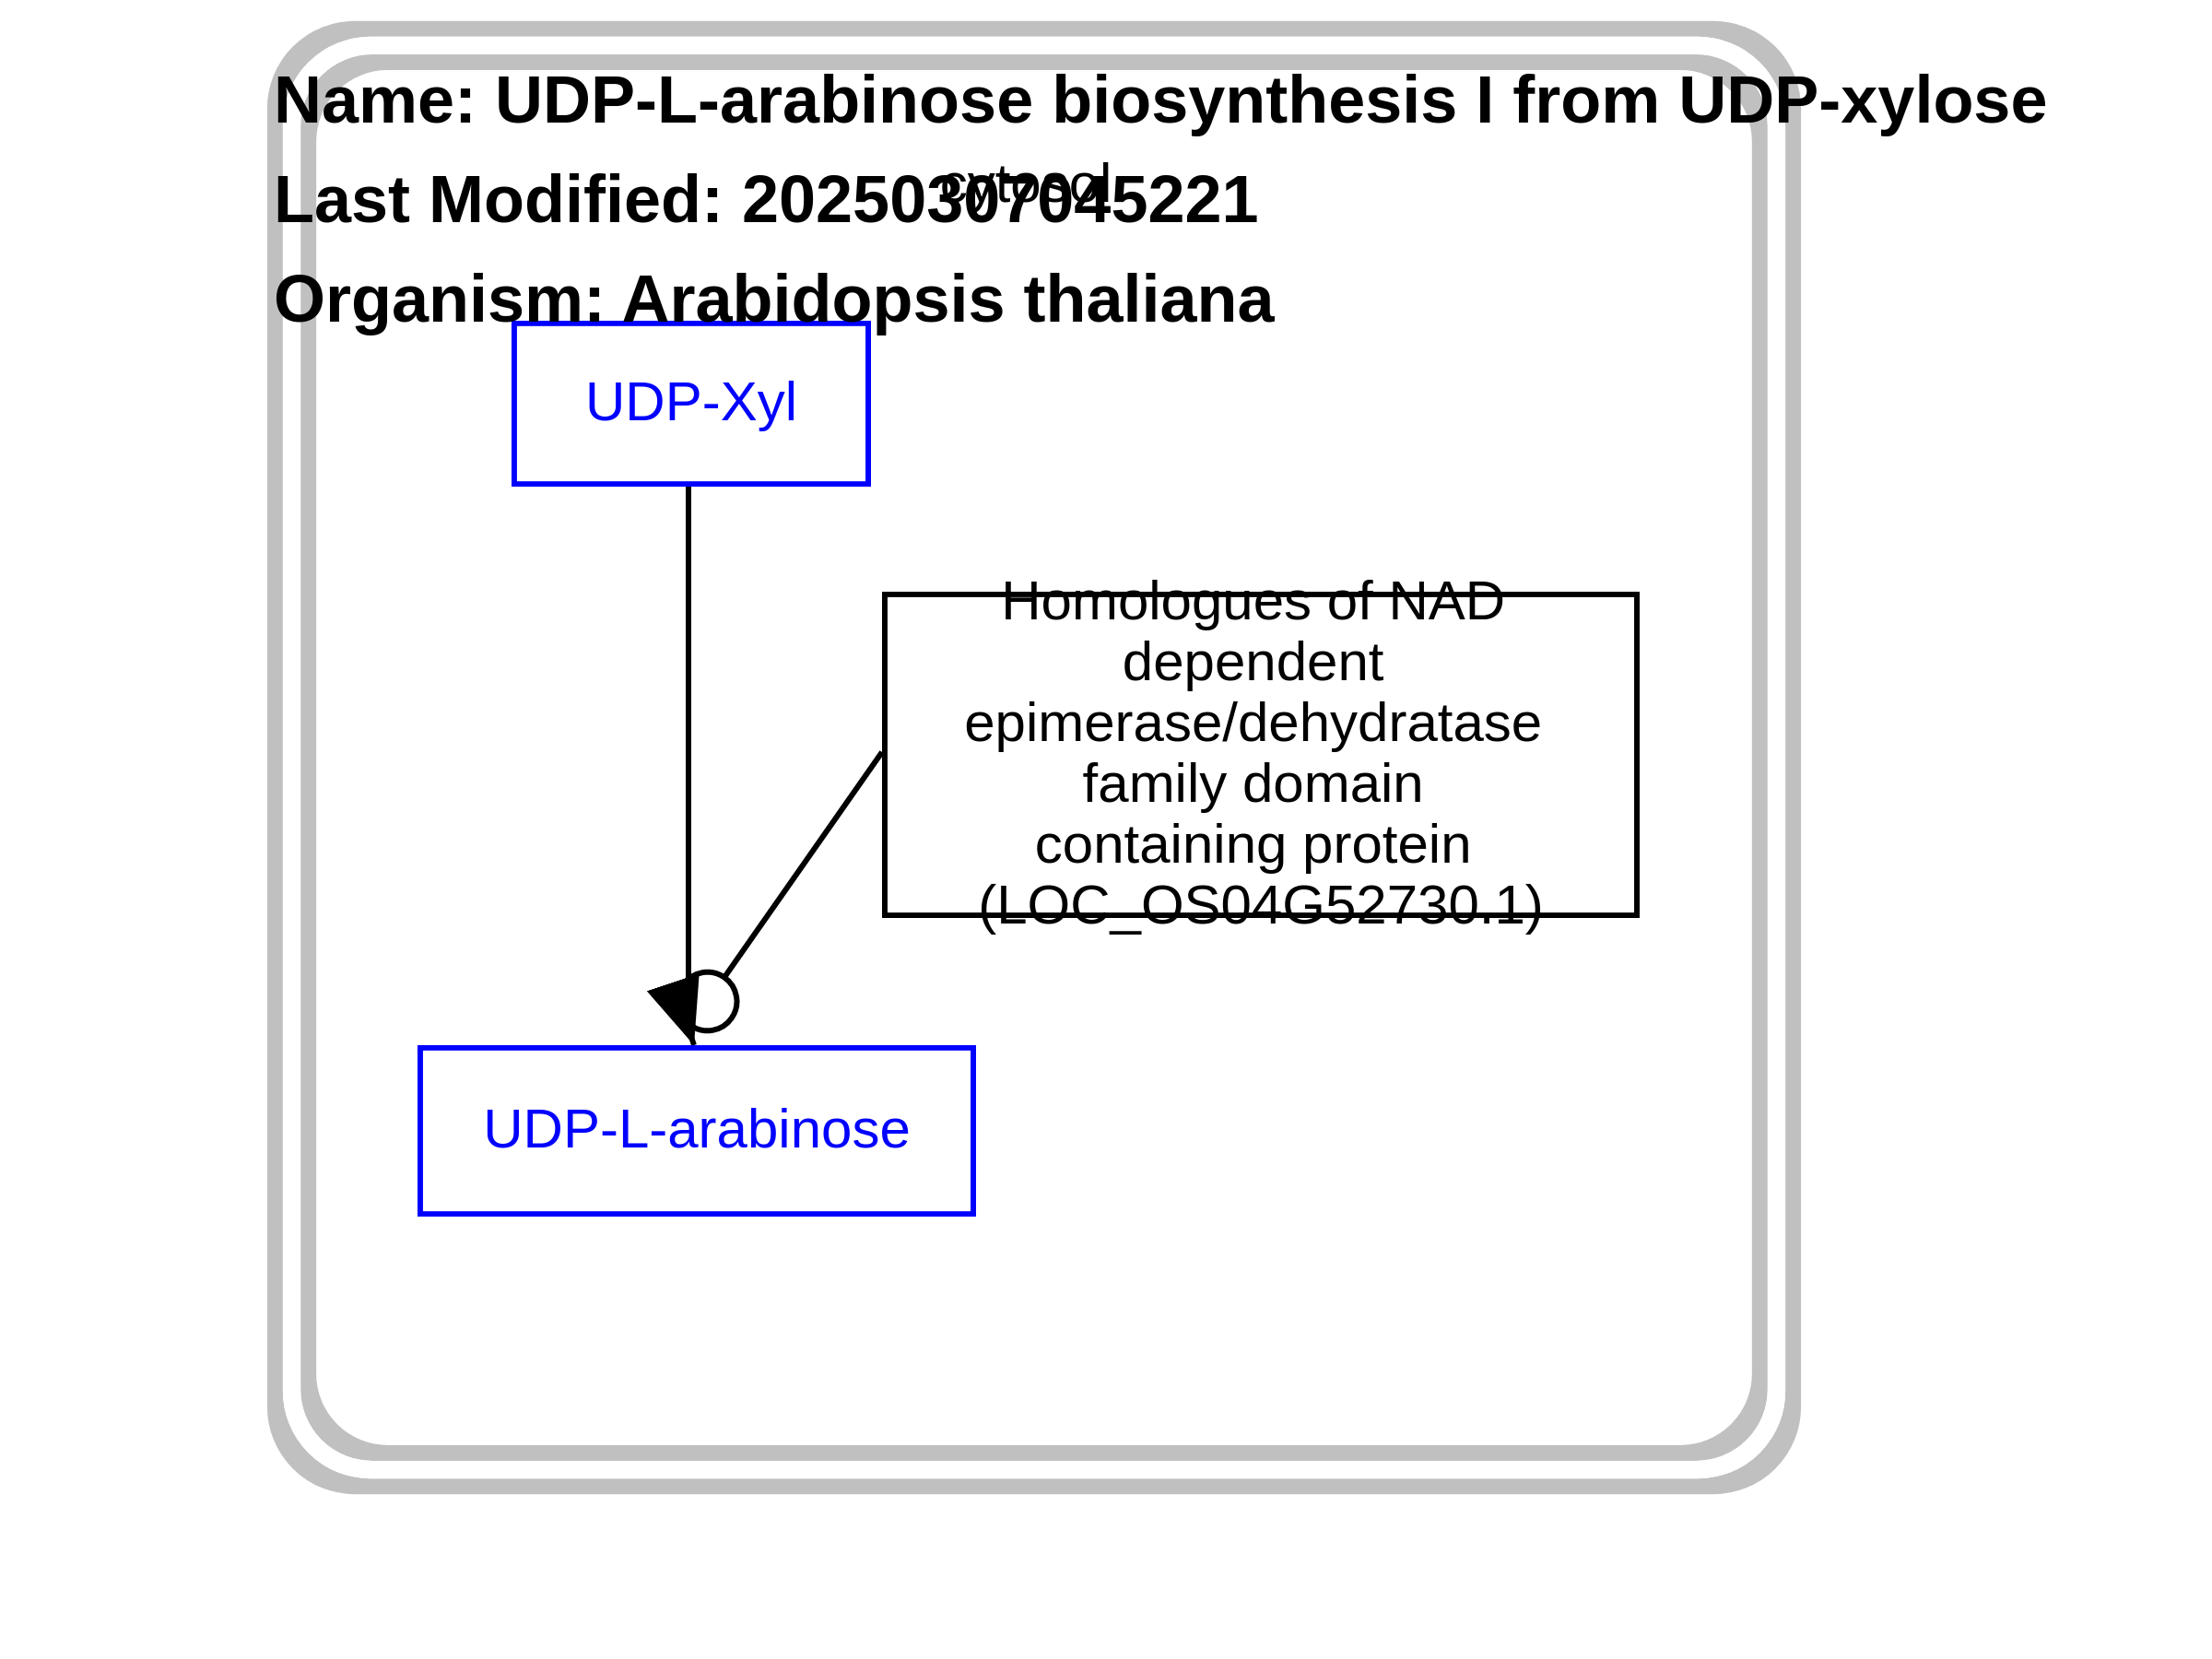 Name: UDP-L-arabinose biosynthesis I from UDP-xylose
cytosol
Last Modified: 20250307045221
Organism: Arabidopsis thaliana
UDP-Xyl
Homologues of NAD
dependent
epimerase/dehydratase
family domain
containing protein
(LOC_OS04G52730.1)
UDP-L-arabinose